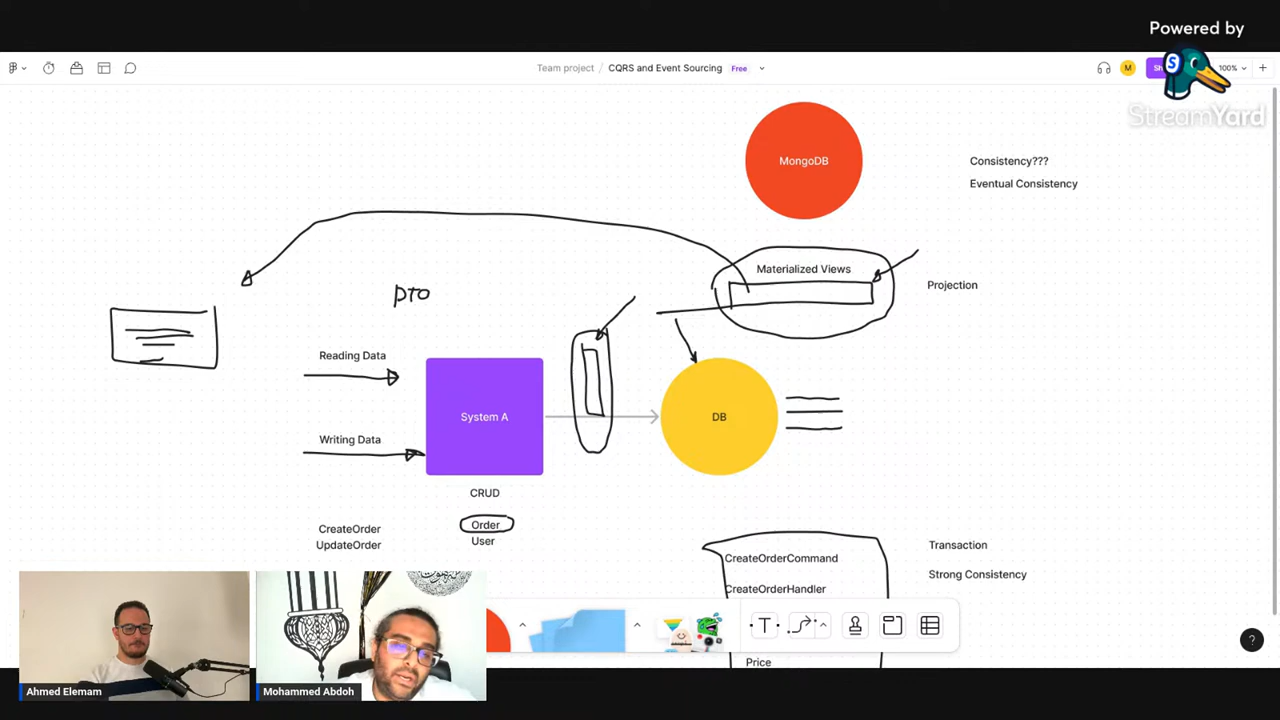 Powered by
StreamYard
Team project / CQRS and Event Sourcing Free
M
Sh
100%
MongoDB
Consistency???
Eventual Consistency
Materialized Views
Projection
DTO
Reading Data
Writing Data
System A
DB
CRUD
Order
User
CreateOrder
UpdateOrder
CreateOrderCommand
CreateOrderHandler
Price
Transaction
Strong Consistency
T
?
Ahmed Elemam
Mohammed Abdoh